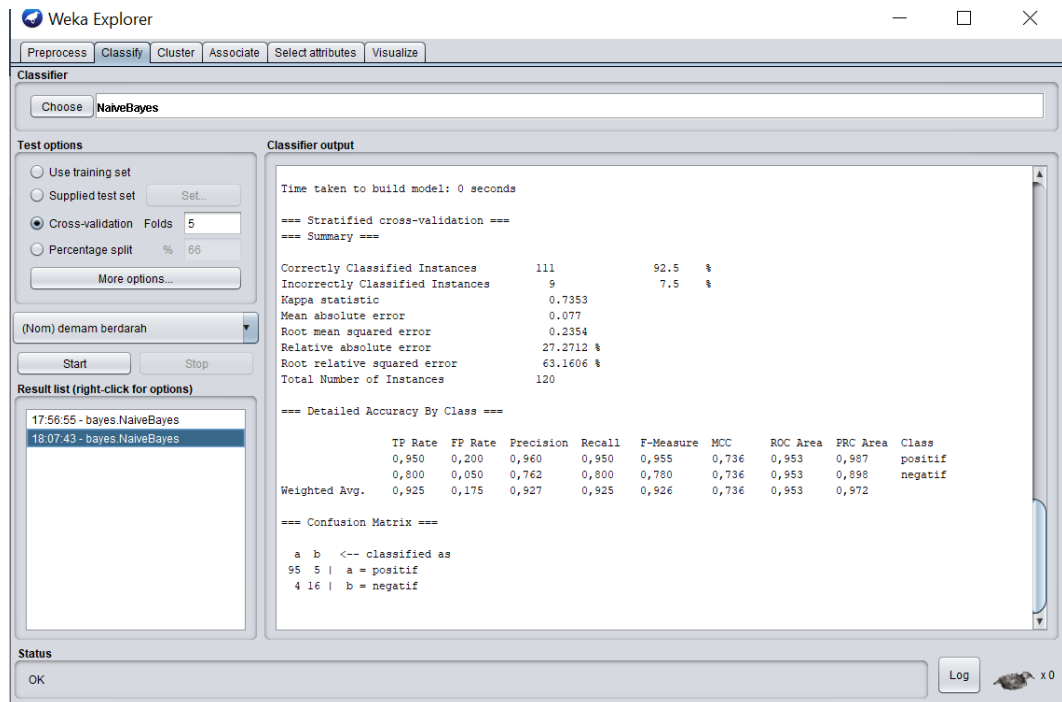 Weka Explorer
Preprocess Classify Cluster Associate Select attributes Visualize
Classifier
Choose NaiveBayes
Test options
Use training set
Supplied test set Set...
Cross-validation Folds 5
Percentage split % 66
More options...
(Nom) demam berdarah
Start Stop
Result list (right-click for options)
17:56:55 - bayes.NaiveBayes
18:07:43 - bayes.NaiveBayes
Classifier output
Time taken to build model: 0 seconds
=== Stratified cross-validation ===
=== Summary ===
Correctly Classified Instances 111 92.5 %
Incorrectly Classified Instances 9 7.5 %
Kappa statistic 0.7353
Mean absolute error 0.077
Root mean squared error 0.2354
Relative absolute error 27.2712 %
Root relative squared error 63.1606 %
Total Number of Instances 120
=== Detailed Accuracy By Class ===
TP Rate FP Rate Precision Recall F-Measure MCC ROC Area PRC Area Class
0,950 0,200 0,960 0,950 0,955 0,736 0,953 0,987 positif
0,800 0,050 0,762 0,800 0,780 0,736 0,953 0,898 negatif
Weighted Avg. 0,925 0,175 0,927 0,925 0,926 0,736 0,953 0,972
=== Confusion Matrix ===
a b <-- classified as
95 5 | a = positif
4 16 | b = negatif
Status
OK
Log
x 0